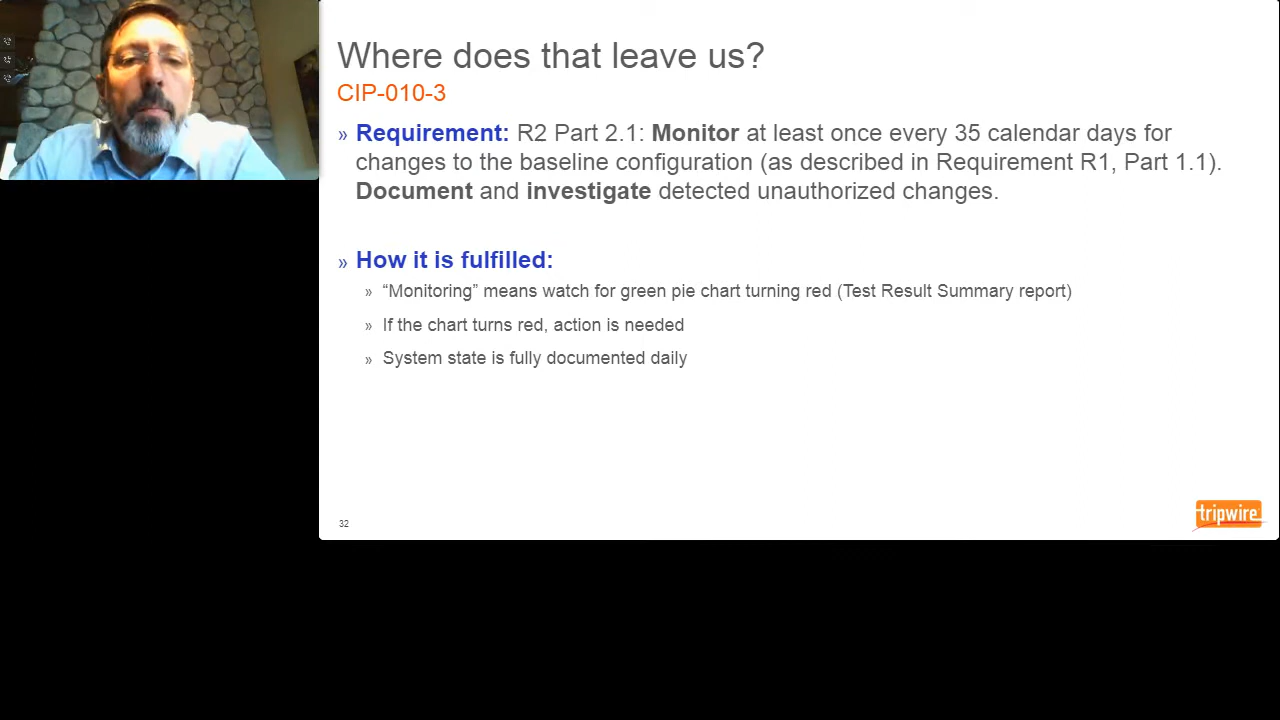 Where does that leave us?
CIP-010-3
» Requirement: R2 Part 2.1: Monitor at least once every 35 calendar days for
changes to the baseline configuration (as described in Requirement R1, Part 1.1).
Document and investigate detected unauthorized changes.
» How it is fulfilled:
» “Monitoring” means watch for green pie chart turning red (Test Result Summary report)
» If the chart turns red, action is needed
» System state is fully documented daily
32
tripwire